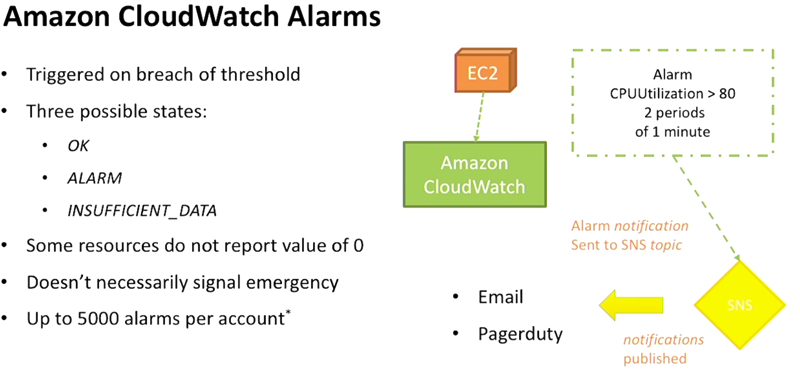 Amazon CloudWatch Alarms
• Triggered on breach of threshold
• Three possible states:
• OK
• ALARM
• INSUFFICIENT_DATA
• Some resources do not report value of 0
• Doesn’t necessarily signal emergency
• Up to 5000 alarms per account*
EC2
Amazon
CloudWatch
Alarm
CPUUtilization > 80
2 periods
of 1 minute
Alarm notification
Sent to SNS topic
SNS
notifications
published
• Email
• Pagerduty